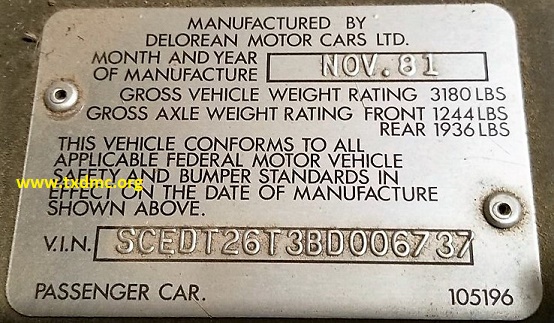 MANUFACTURED BY
DELOREAN MOTOR CARS LTD.
MONTH AND YEAR
OF MANUFACTURE NOV. 81
GROSS VEHICLE WEIGHT RATING 3180 LBS
GROSS AXLE WEIGHT RATING FRONT 1244 LBS
REAR 1936 LBS
THIS VEHICLE CONFORMS TO ALL
APPLICABLE FEDERAL MOTOR VEHICLE
SAFETY AND BUMPER STANDARDS IN
www.txdmc.org
EFFECT ON THE DATE OF MANUFACTURE
SHOWN ABOVE.
V.I.N. SCEDT26T3BD006737
PASSENGER CAR. 105196